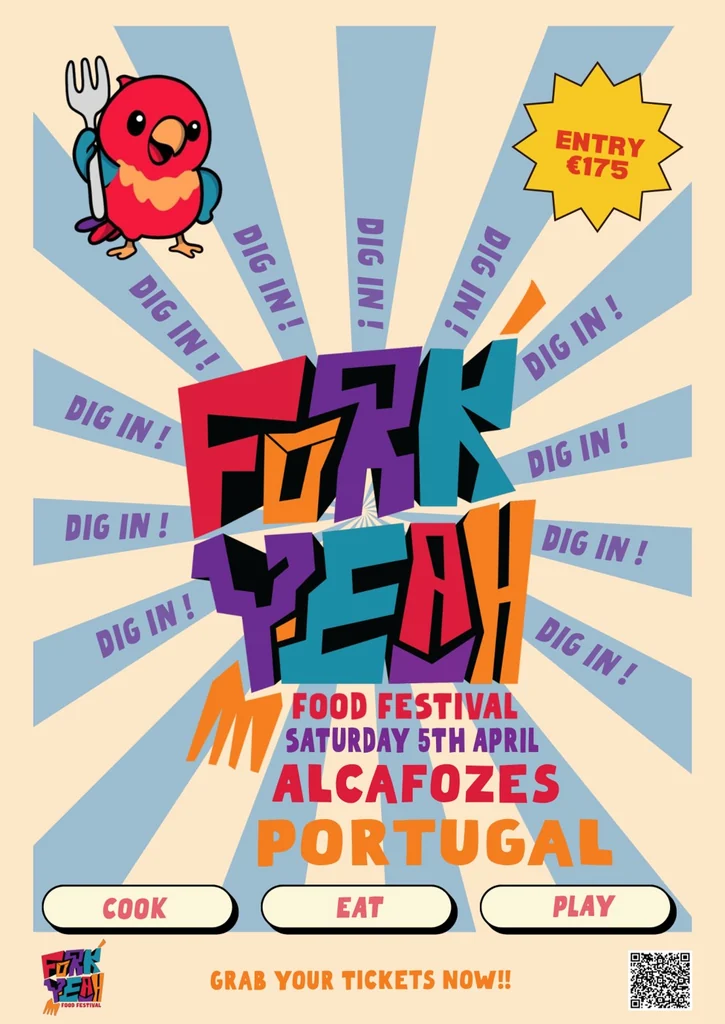 ENTRY
€175
DIG IN !
DIG IN !
DIG IN !
DIG IN !
DIG IN !
DIG IN !
DIG IN !
DIG IN !
DIG IN !
DIG IN !
DIG IN !
FORK
YEAH
FOOD FESTIVAL
SATURDAY 5TH APRIL
ALCAFOZES
PORTUGAL
COOK
EAT
PLAY
FORK
YEAH
FOOD FESTIVAL
GRAB YOUR TICKETS NOW!!